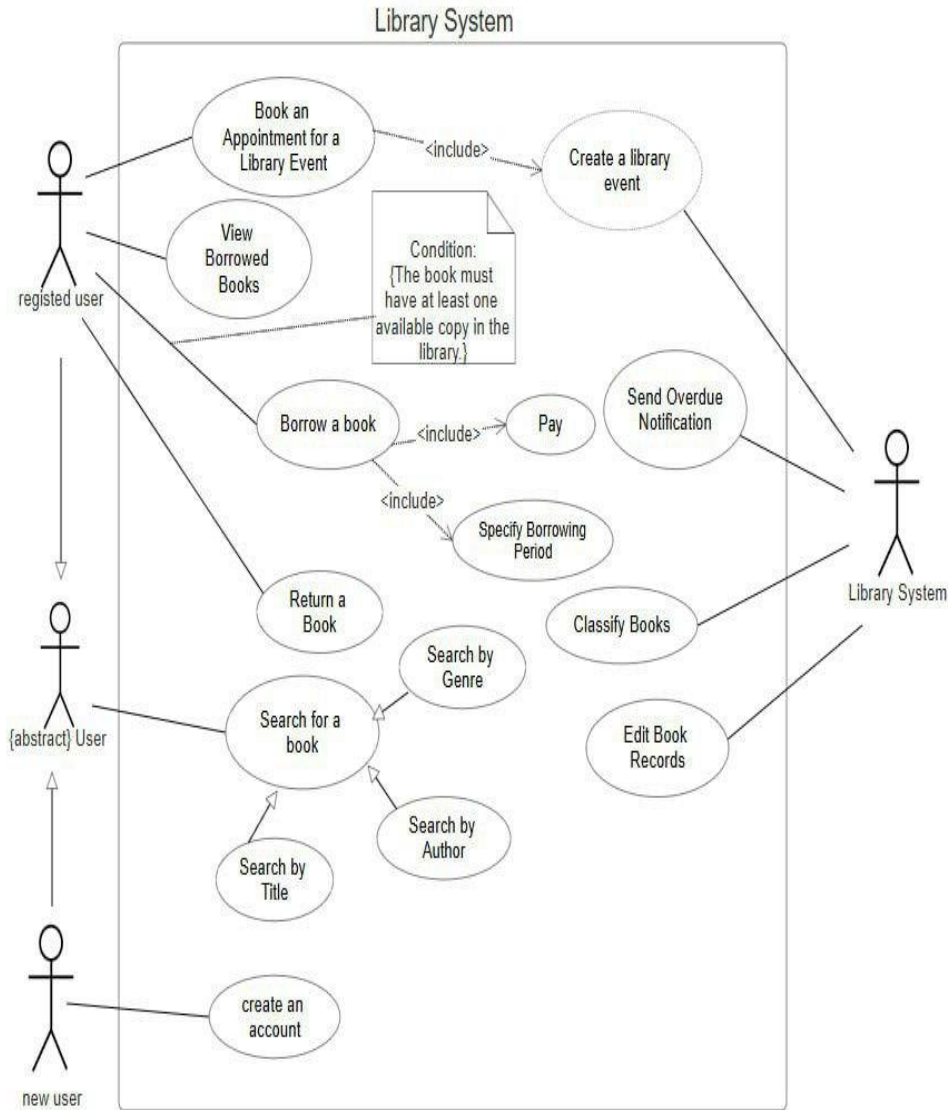 Library System
Book an
Appointment for a
Library Event
<include>
Create a library
event
View
Borrowed
Books
Condition:
{The book must
have at least one
available copy in the
library.}
registed user
Borrow a book
<include>
Pay
Send Overdue
Notification
<include>
Specify Borrowing
Period
Library System
Return a
Book
Classify Books
Search by
Genre
{abstract} User
Search for a
book
Edit Book
Records
Search by
Author
Search by
Title
create an
account
new user